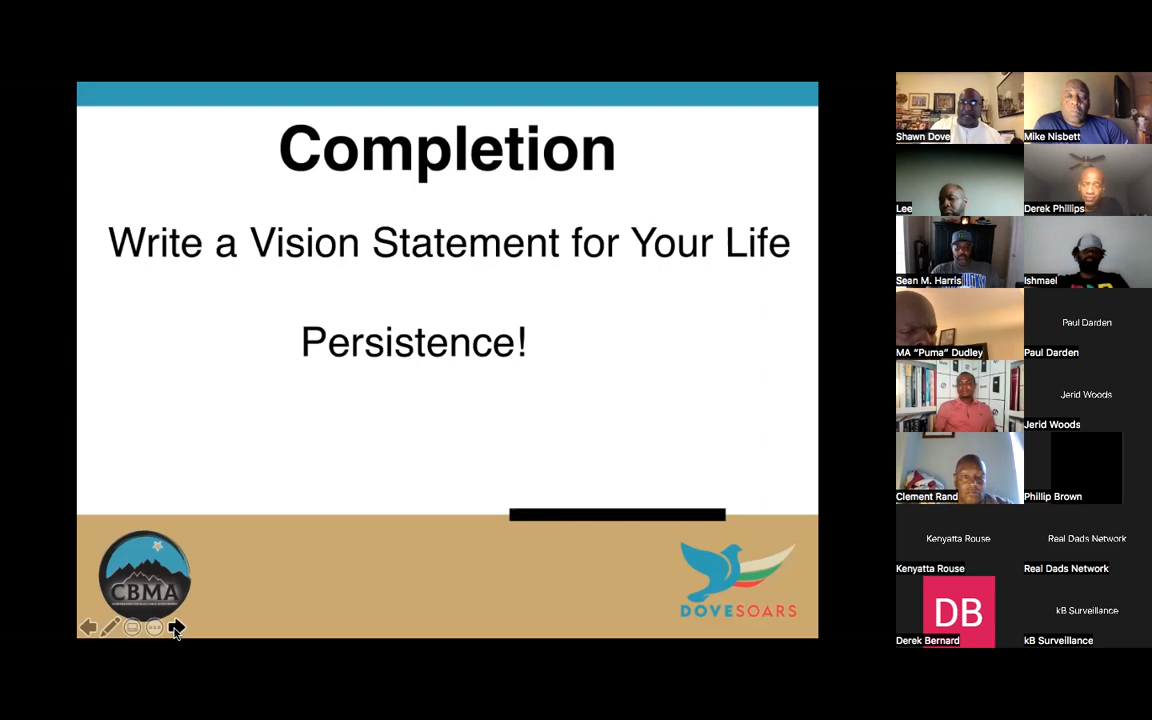 Completion
Write a Vision Statement for Your Life
Persistence!
CBMA
DOVESOARS
Shawn Dove
Mike Nisbett
Lee
Derek Phillips
Sean M. Harris
Ishmael
MA “Puma” Dudley
Paul Darden
Paul Darden
Jerid Woods
Jerid Woods
Clement Rand
Phillip Brown
Kenyatta Rouse
Real Dads Network
Kenyatta Rouse
Real Dads Network
DB
kB Surveillance
Derek Bernard
kB Surveillance